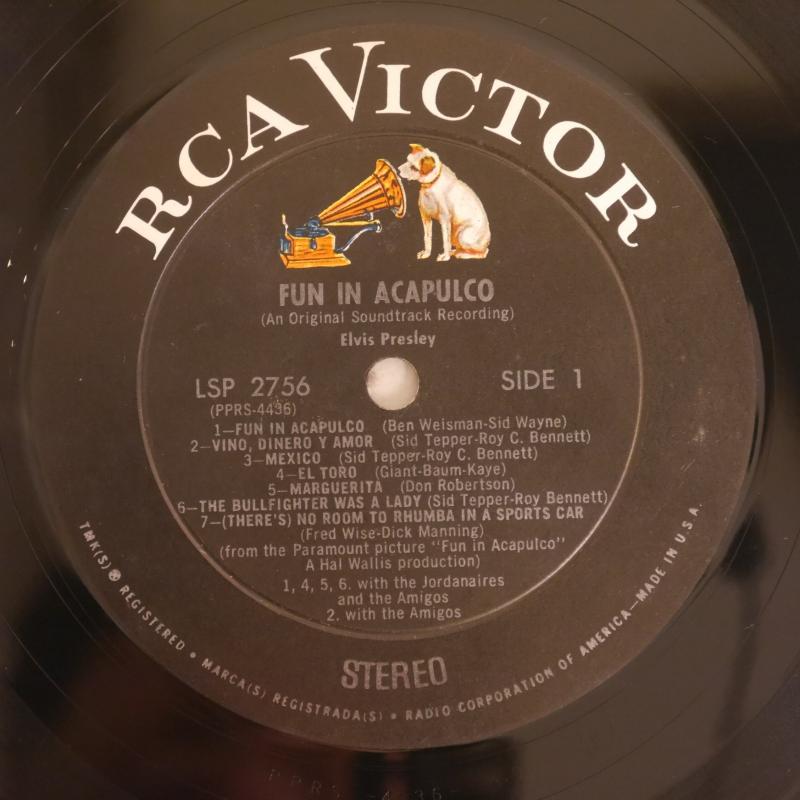 RCA VICTOR
FUN IN ACAPULCO
(An Original Soundtrack Recording)
Elvis Presley
LSP 2756
SIDE 1
(PPRS-4436)
1—FUN IN ACAPULCO (Ben Weisman-Sid Wayne)
2—VINO, DINERO Y AMOR (Sid Tepper-Roy C. Bennett)
3—MEXICO (Sid Tepper-Roy C. Bennett)
4—EL TORO (Giant-Baum-Kaye)
5—MARGUERITA (Don Robertson)
6—THE BULLFIGHTER WAS A LADY (Sid Tepper-Roy Bennett)
7—(THERE'S) NO ROOM TO RHUMBA IN A SPORTS CAR
(Fred Wise-Dick Manning)
(from the Paramount picture "Fun in Acapulco"
A Hal Wallis production)
1, 4, 5, 6. with the Jordanaires
and the Amigos
2. with the Amigos
STEREO
TMK(S) ® REGISTERED • MARCA(S) REGISTRADA(S) • RADIO CORPORATION OF AMERICA—MADE IN U.S.A.